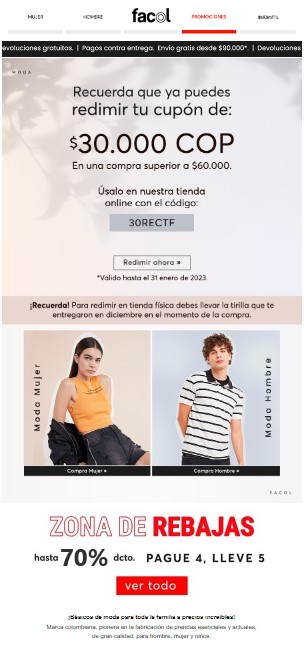 MUJER
HOMBRE
facol
PROMOCIONES
INFANTIL
evoluciones gratuitas. | Pagos contra entrega. Envío gratis desde $90.000*. | Devoluciones
MODA
Recuerda que ya puedes
redimir tu cupón de:
$30.000 COP
En una compra superior a $60.000.
Úsalo en nuestra tienda
online con el código:
30RECTF
Redimir ahora »
*Válido hasta el 31 enero de 2023.
¡Recuerda! Para redimir en tienda física debes llevar la tirilla que te
entregaron en diciembre en el momento de la compra.
Moda Mujer
Moda Hombre
Compra Mujer »
Compra Hombre »
FACOL
ZONA DE REBAJAS
hasta 70% dcto. PAGUE 4, LLEVE 5
ver todo
¡Básicos de moda para toda la familia a precios increíbles!
Marca colombiana, pionera en la fabricación de prendas esenciales y actuales,
de gran calidad, para hombre, mujer y niños.